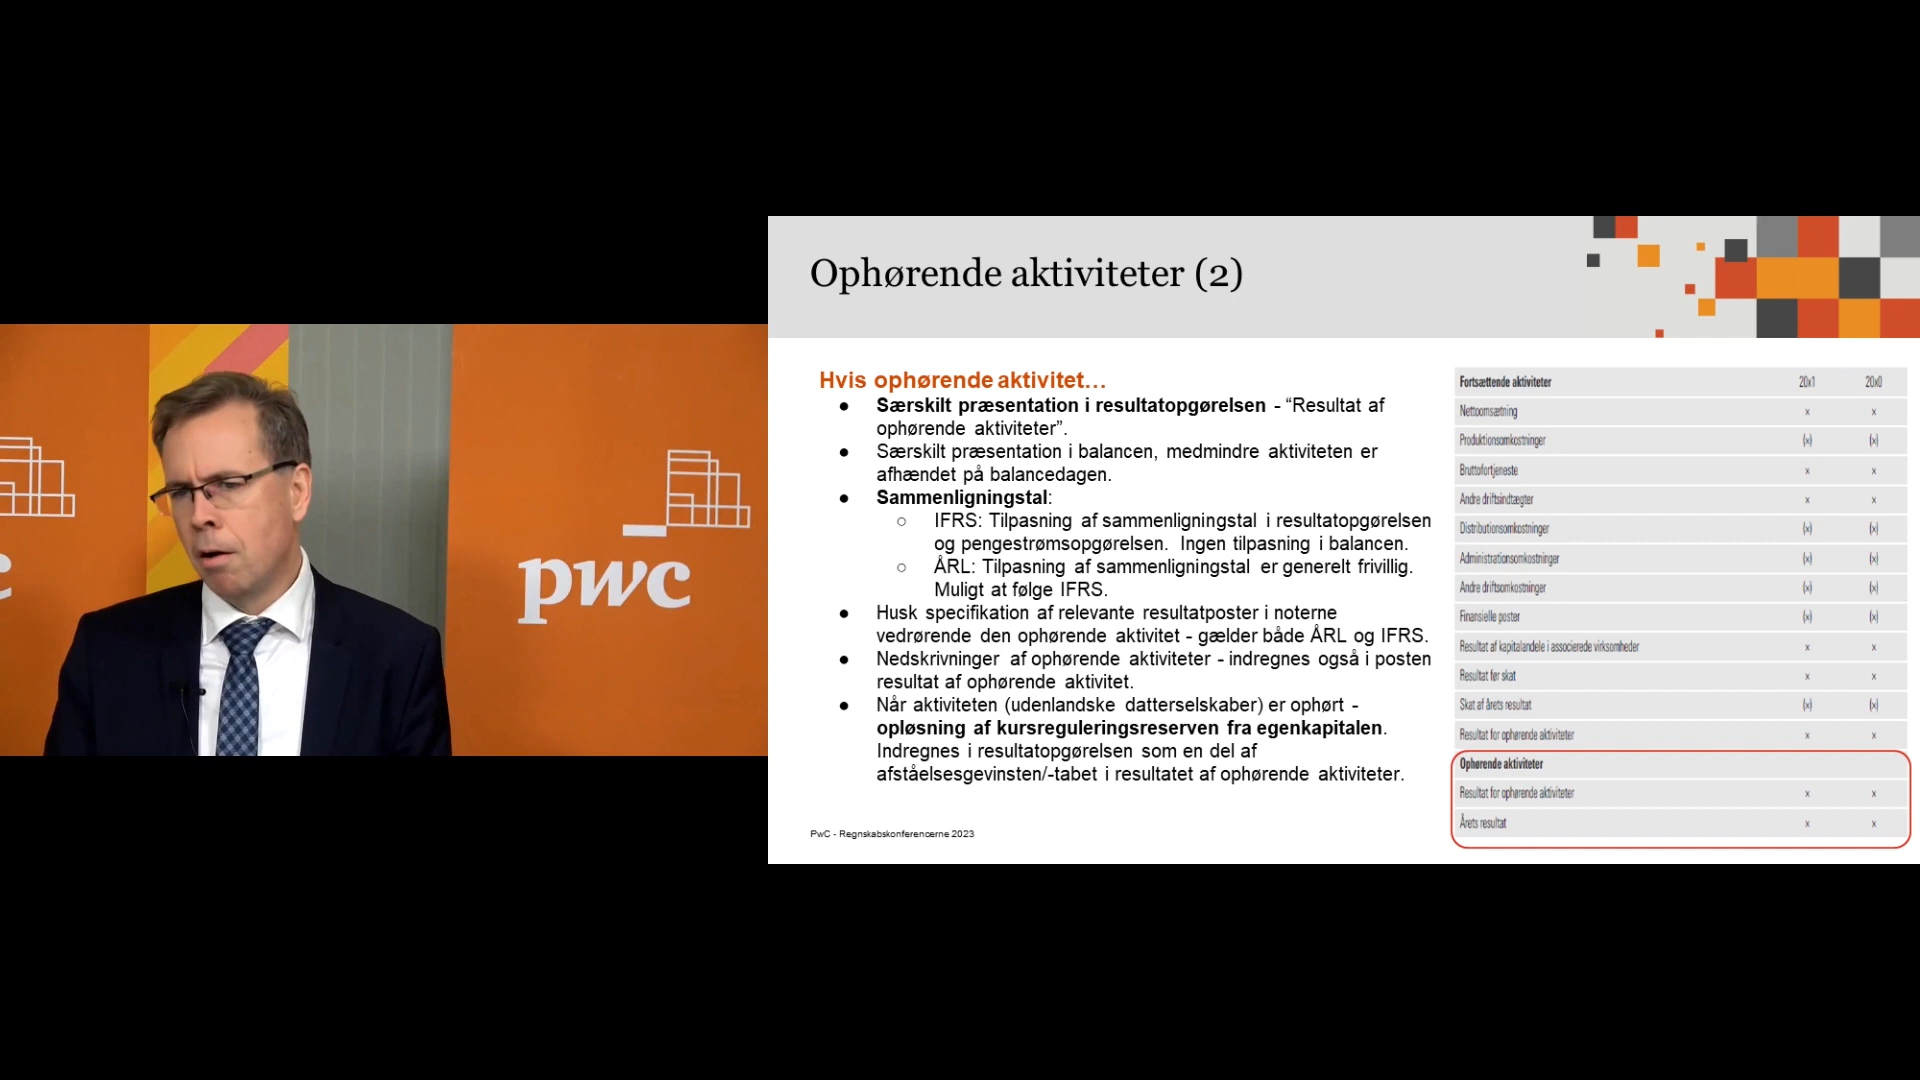 pwc
Ophørende aktiviteter (2)
Hvis ophørende aktivitet...
● Særskilt præsentation i resultatopgørelsen - “Resultat af
ophørende aktiviteter”.
● Særskilt præsentation i balancen, medmindre aktiviteten er
afhændet på balancedagen.
● Sammenligningstal:
○ IFRS: Tilpasning af sammenligningstal i resultatopgørelsen
og pengestrømsopgørelsen. Ingen tilpasning i balancen.
○ ÅRL: Tilpasning af sammenligningstal er generelt frivillig.
Muligt at følge IFRS.
● Husk specifikation af relevante resultatposter i noterne
vedrørende den ophørende aktivitet - gælder både ÅRL og IFRS.
● Nedskrivninger af ophørende aktiviteter - indregnes også i posten
resultat af ophørende aktivitet.
● Når aktiviteten (udenlandske datterselskaber) er ophørt -
opløsning af kursreguleringsreserven fra egenkapitalen.
Indregnes i resultatopgørelsen som en del af
afståelsesgevinsten/-tabet i resultatet af ophørende aktiviteter.
PwC - Regnskabskonferencerne 2023
Fortsættende aktiviteter 20x1 20x0
Nettoomsætning x x
Produktionsomkostninger (x) (x)
Bruttofortjeneste x x
Andre driftsindtægter x x
Distributionsomkostninger (x) (x)
Administrationsomkostninger (x) (x)
Andre driftsomkostninger (x) (x)
Finansielle poster (x) (x)
Resultat af kapitalandele i associerede virksomheder x x
Resultat før skat x x
Skat af årets resultat (x) (x)
Resultat for ophørende aktiviteter x x
Ophørende aktiviteter
Resultat for ophørende aktiviteter x x
Årets resultat x x